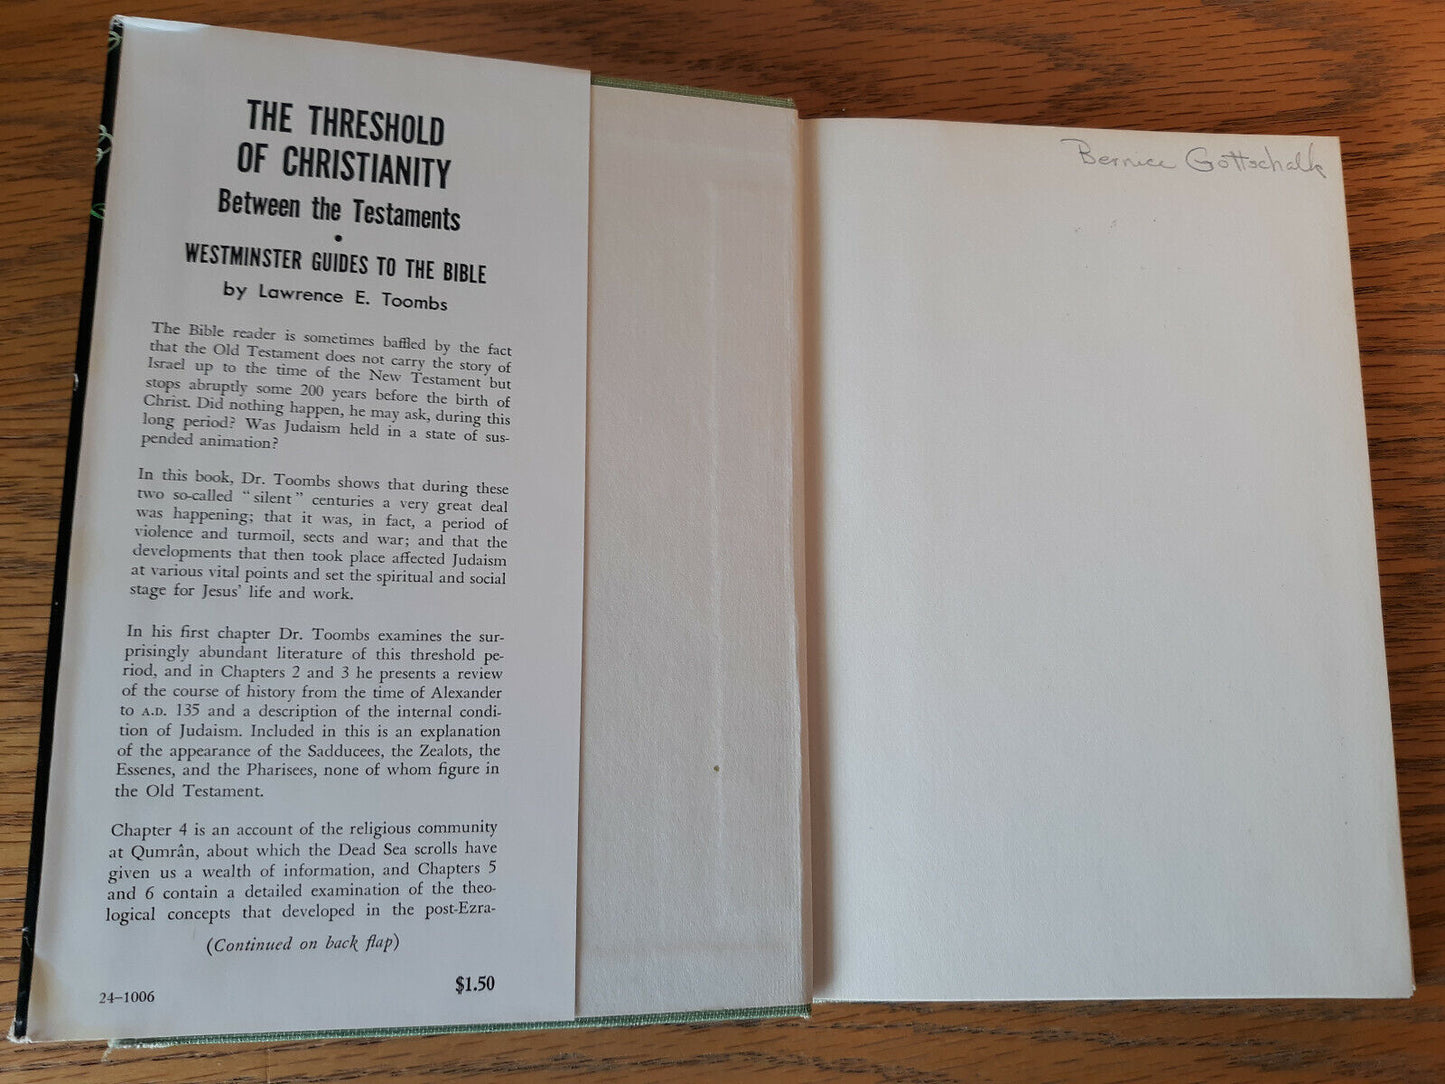 THE THRESHOLD
OF CHRISTIANITY
Between the Testaments
•
WESTMINSTER GUIDES TO THE BIBLE
by Lawrence E. Toombs
The Bible reader is sometimes baffled by the fact
that the Old Testament does not carry the story of
Israel up to the time of the New Testament but
stops abruptly some 200 years before the birth of
Christ. Did nothing happen, he may ask, during this
long period? Was Judaism held in a state of sus-
pended animation?
In this book, Dr. Toombs shows that during these
two so-called "silent" centuries a very great deal
was happening; that it was, in fact, a period of
violence and turmoil, sects and war; and that the
developments that then took place affected Judaism
at various vital points and set the spiritual and social
stage for Jesus' life and work.
In his first chapter Dr. Toombs examines the sur-
prisingly abundant literature of this threshold pe-
riod, and in Chapters 2 and 3 he presents a review
of the course of history from the time of Alexander
to A.D. 135 and a description of the internal condi-
tion of Judaism. Included in this is an explanation
of the appearance of the Sadducees, the Zealots, the
Essenes, and the Pharisees, none of whom figure in
the Old Testament.
Chapter 4 is an account of the religious community
at Qumrân, about which the Dead Sea scrolls have
given us a wealth of information, and Chapters 5
and 6 contain a detailed examination of the theo-
logical concepts that developed in the post-Ezra-
(Continued on back flap)
24–1006
$1.50
Bernice Gottschalk